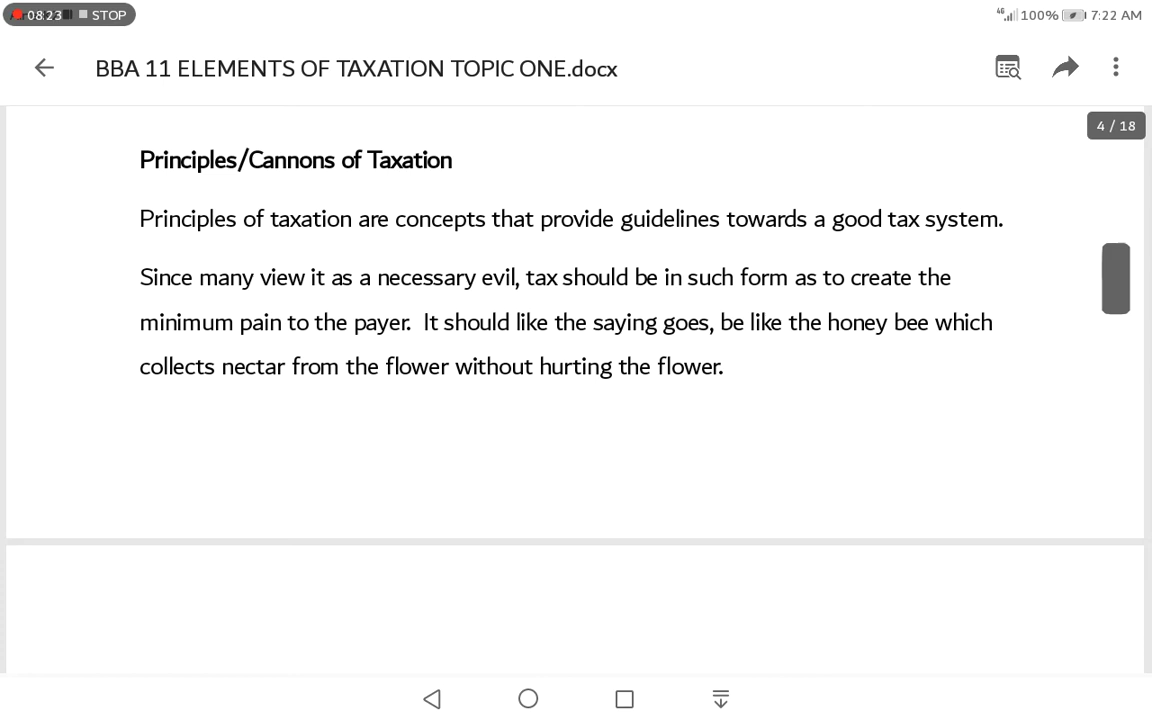 08:23 STOP
4G 100% 7:22 AM
BBA 11 ELEMENTS OF TAXATION TOPIC ONE.docx
4 / 18
Principles/Cannons of Taxation
Principles of taxation are concepts that provide guidelines towards a good tax system.
Since many view it as a necessary evil, tax should be in such form as to create the
minimum pain to the payer. It should like the saying goes, be like the honey bee which
collects nectar from the flower without hurting the flower.